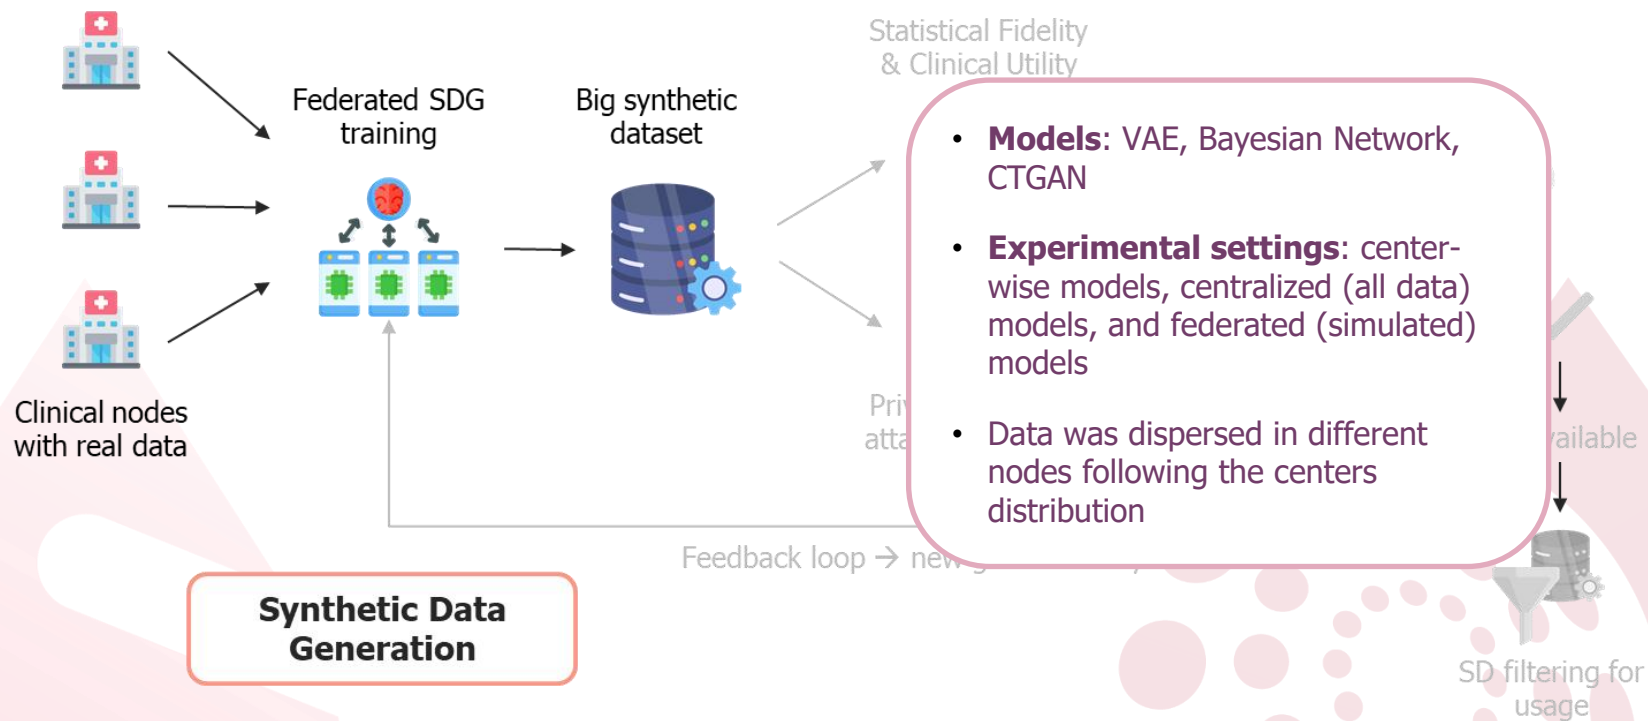 Statistical Fidelity
& Clinical Utility
Federated SDG
training
Big synthetic
dataset
• Models: VAE, Bayesian Network,
CTGAN
• Experimental settings: center-
wise models, centralized (all data)
models, and federated (simulated)
models
• Data was dispersed in different
nodes following the centers
distribution
Clinical nodes
with real data
Feedback loop → new
Synthetic Data
Generation
SD filtering for
usage